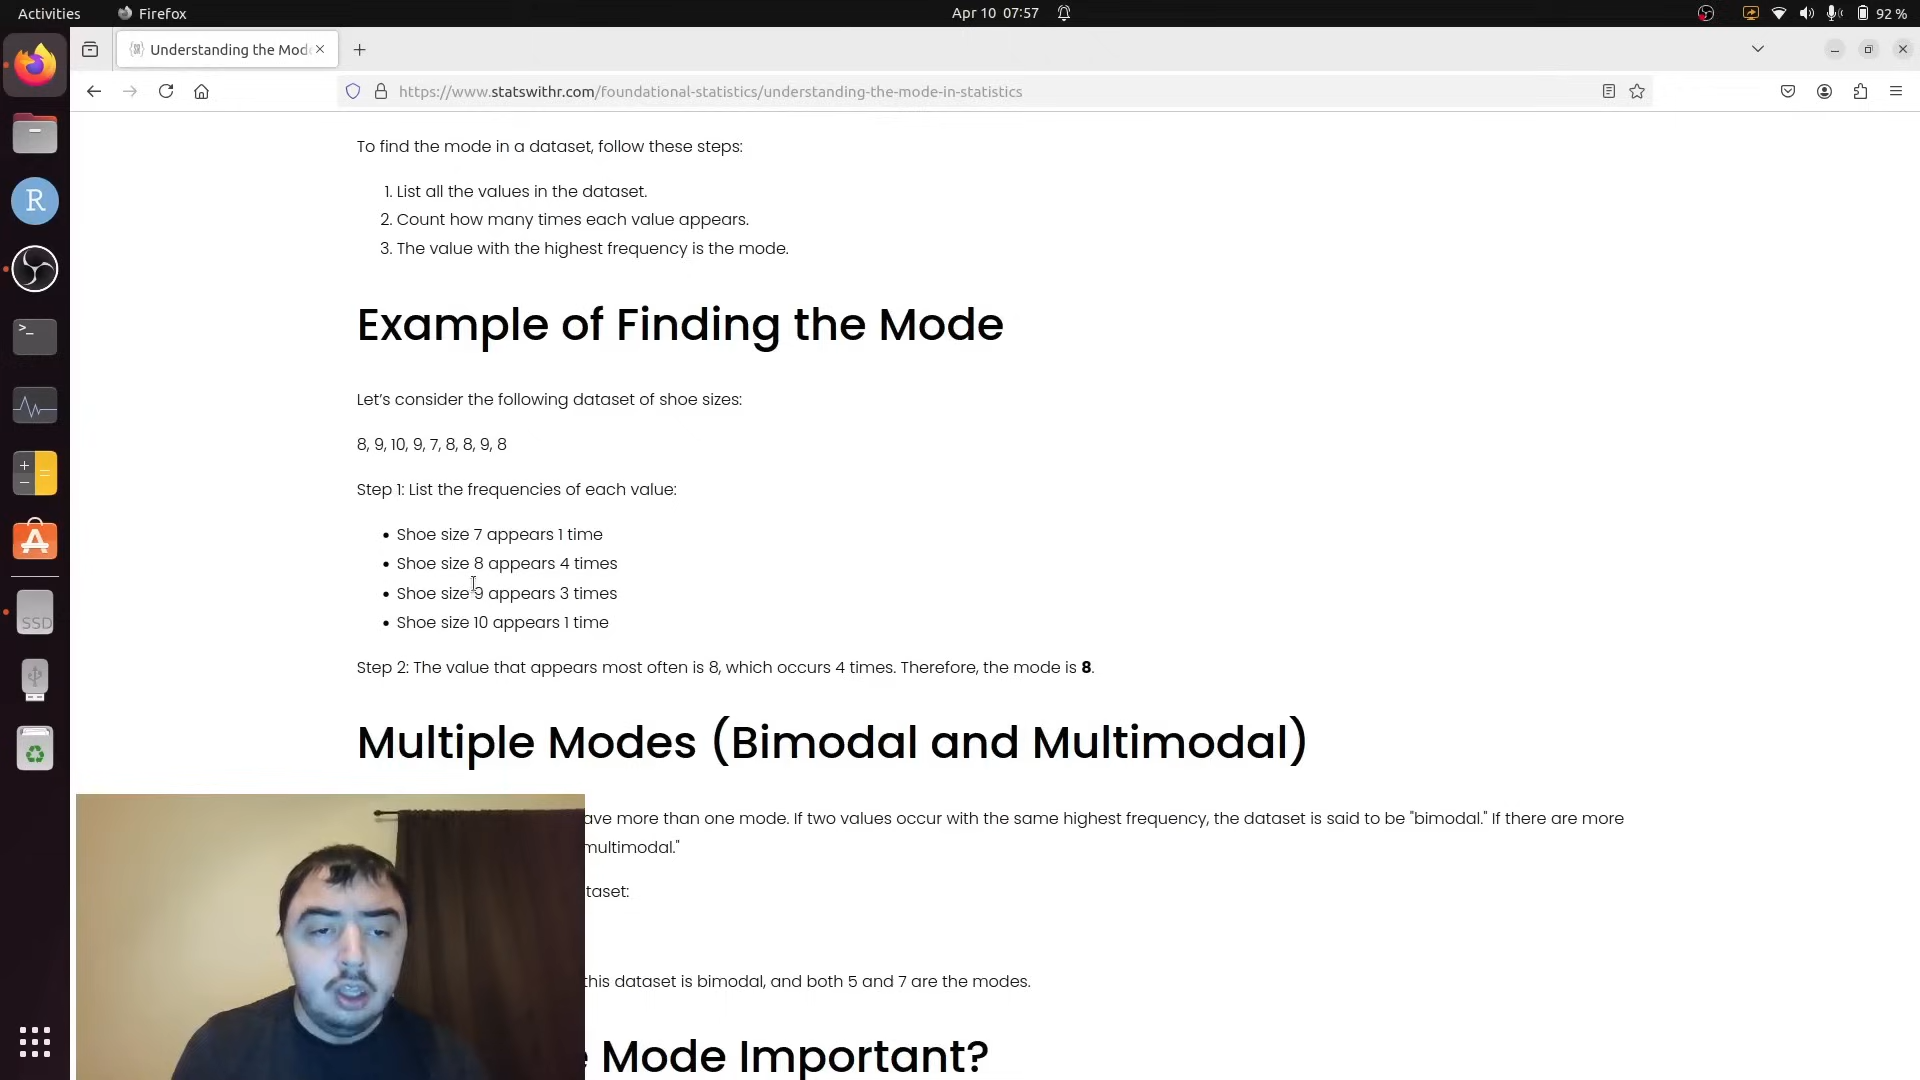 Activities
Firefox
Apr 10 07:57
92 %
Understanding the Mod
https://www.statswithr.com/foundational-statistics/understanding-the-mode-in-statistics
To find the mode in a dataset, follow these steps:
1. List all the values in the dataset.
2. Count how many times each value appears.
3. The value with the highest frequency is the mode.
Example of Finding the Mode
Let's consider the following dataset of shoe sizes:
8, 9, 10, 9, 7, 8, 8, 9, 8
Step 1: List the frequencies of each value:
• Shoe size 7 appears 1 time
• Shoe size 8 appears 4 times
• Shoe size 9 appears 3 times
• Shoe size 10 appears 1 time
Step 2: The value that appears most often is 8, which occurs 4 times. Therefore, the mode is 8.
Multiple Modes (Bimodal and Multimodal)
ave more than one mode. If two values occur with the same highest frequency, the dataset is said to be "bimodal." If there are more
multimodal."
taset:
this dataset is bimodal, and both 5 and 7 are the modes.
Mode Important?
R
>_
SSD